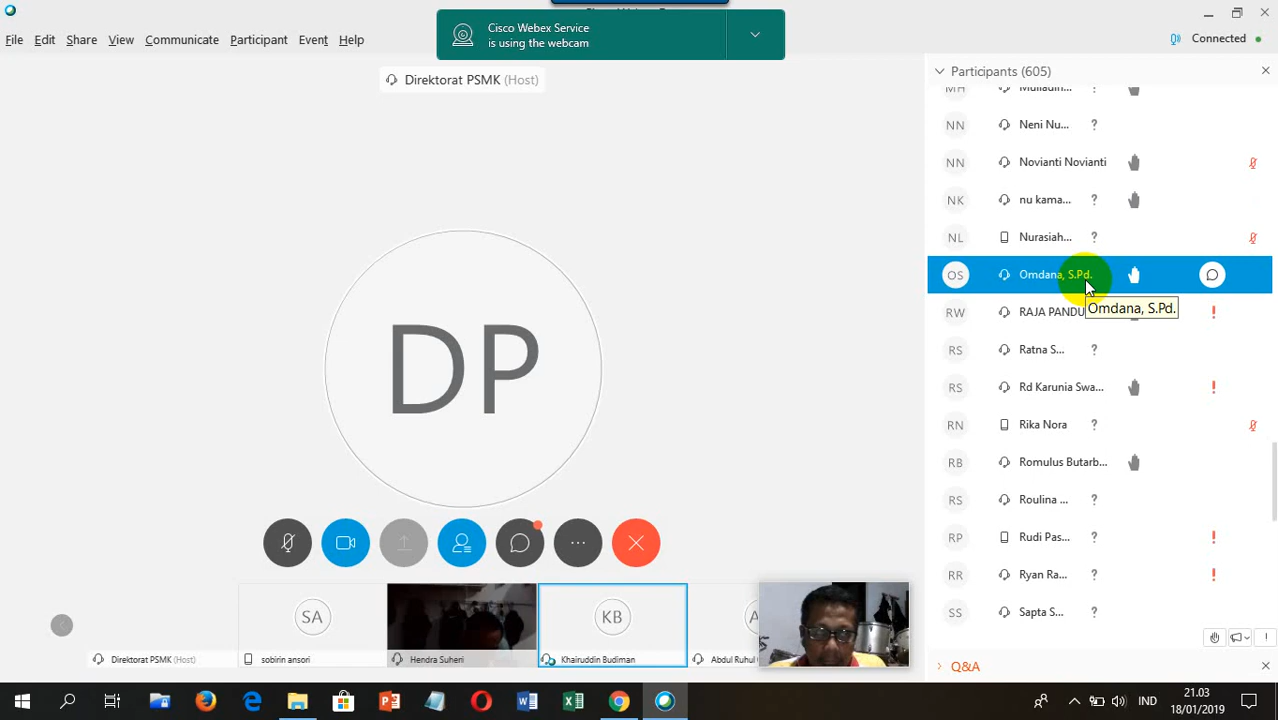 Cisco Webex Service
is using the webcam
File Edit Share View Communicate Participant Event Help
Connected
Direktorat PSMK (Host)
DP
Participants (605)
MH
NN Neni Nu... ?
NN Novianti Novianti
NK nu kama... ?
NL Nurasiah... ?
OS Omdana, S.Pd.
Omdana, S.Pd.
RW RAJA PANDU
RS Ratna S... ?
RS Rd Karunia Swa...
RN Rika Nora ?
RB Romulus Butarb...
RS Roulina ... ?
RP Rudi Pas... ?
RR Ryan Ra... ?
SS Sapta S... ?
Q&A
SA
KB
A
Direktorat PSMK (Host)
sobirin ansori
Hendra Suheri
Khairuddin Budiman
Abdul Ruhul
IND
21.03
18/01/2019